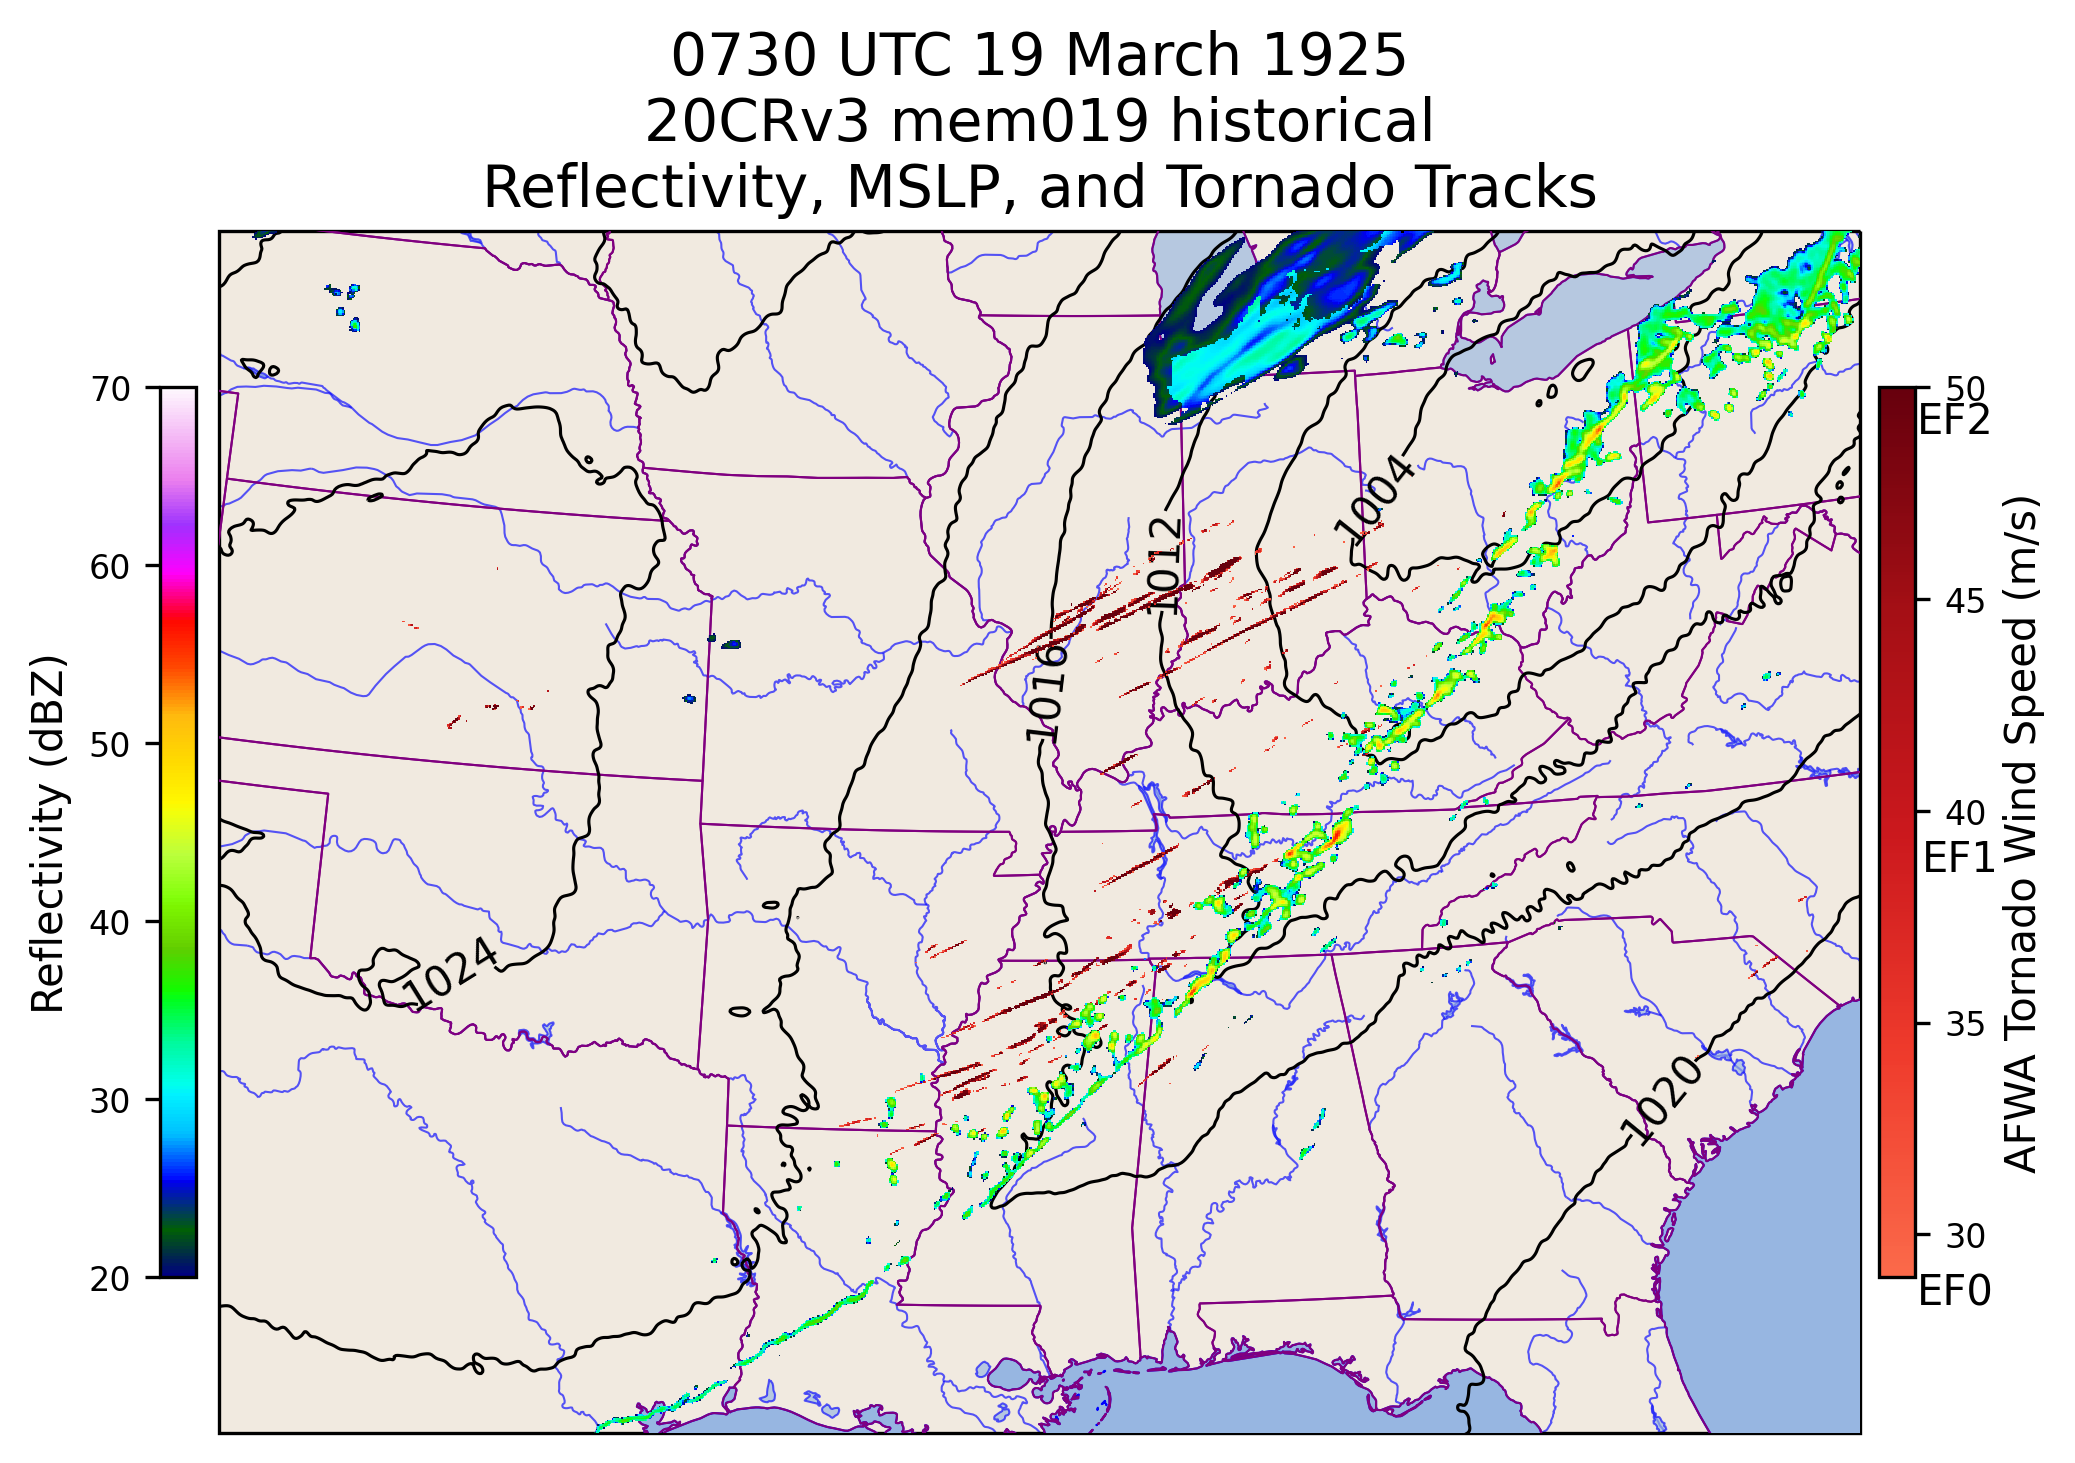 0730 UTC 19 March 1925
20CRv3 mem019 historical
Reflectivity, MSLP, and Tornado Tracks
Reflectivity (dBZ)
70
60
50
40
30
20
1004
1012
1016
1024
1020
50
EF2
45
40
EF1
35
30
EF0
AFWA Tornado Wind Speed (m/s)